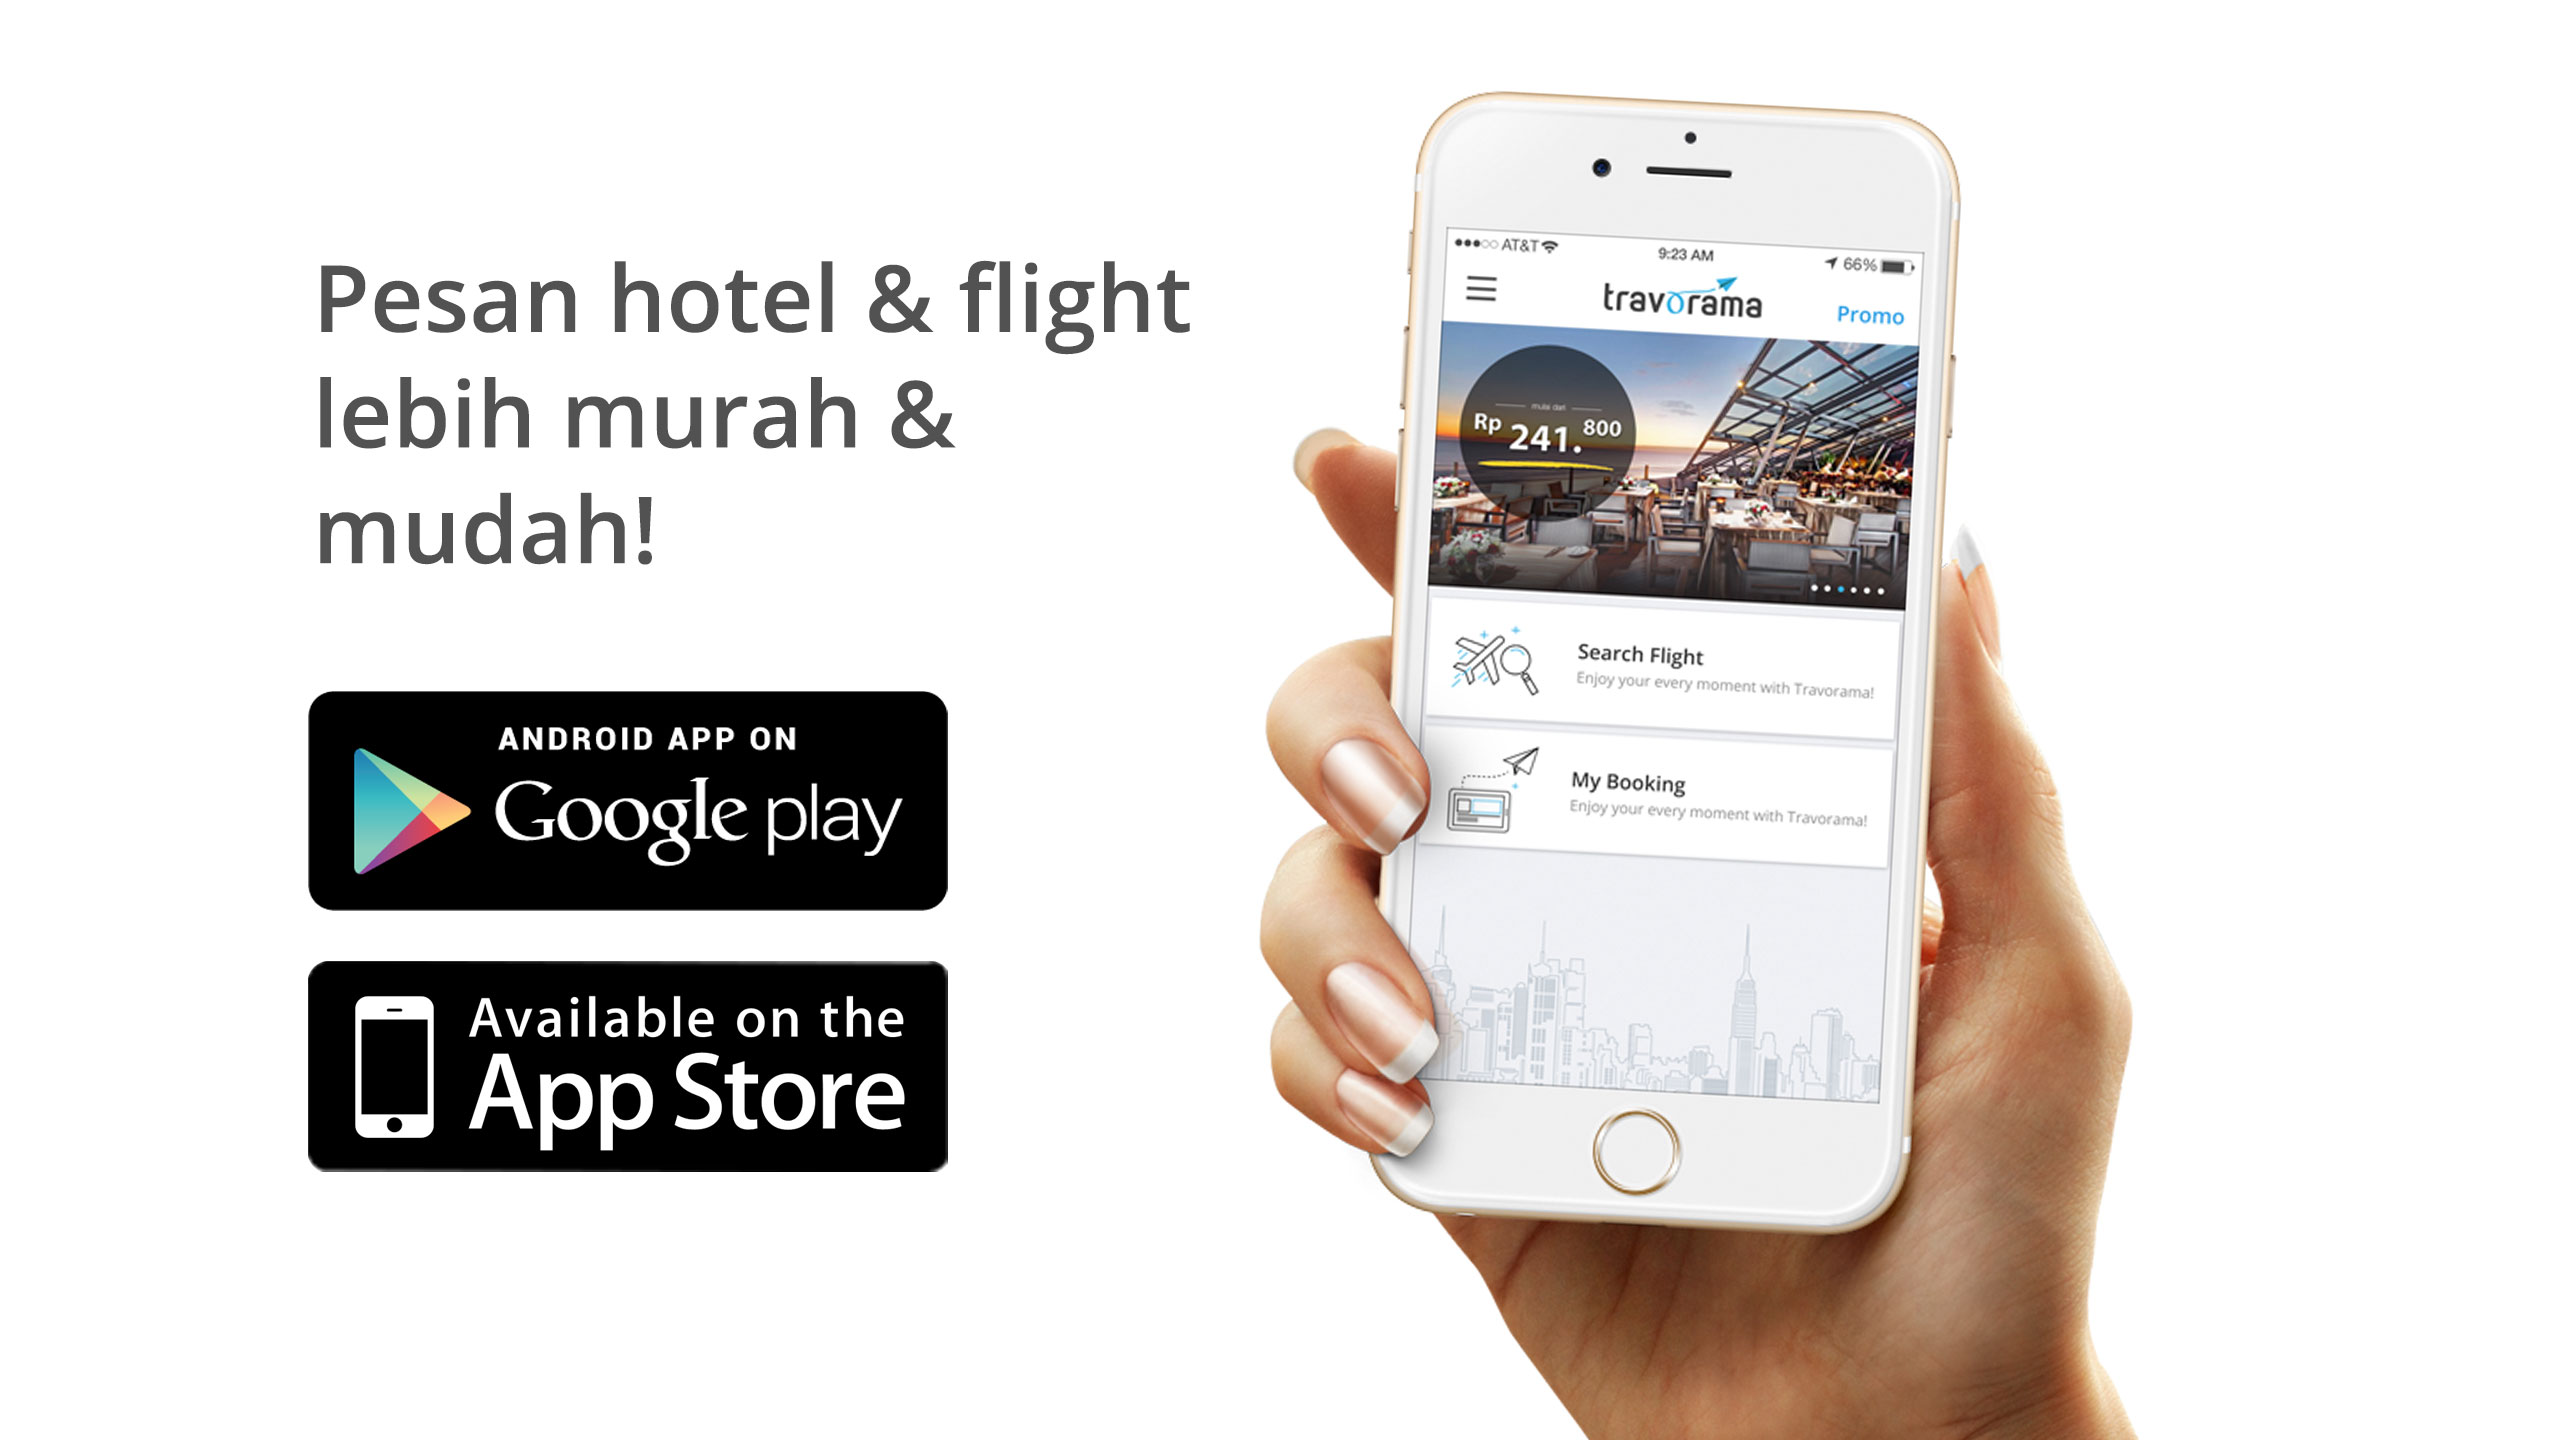 Pesan hotel & flight
lebih murah &
mudah!
ANDROID APP ON
Google play
Available on the
App Store
AT&T
9:23 AM
66%
travorama
Promo
mulai dari
Rp 241.800
Search Flight
Enjoy your every moment with Travorama!
My Booking
Enjoy your every moment with Travorama!